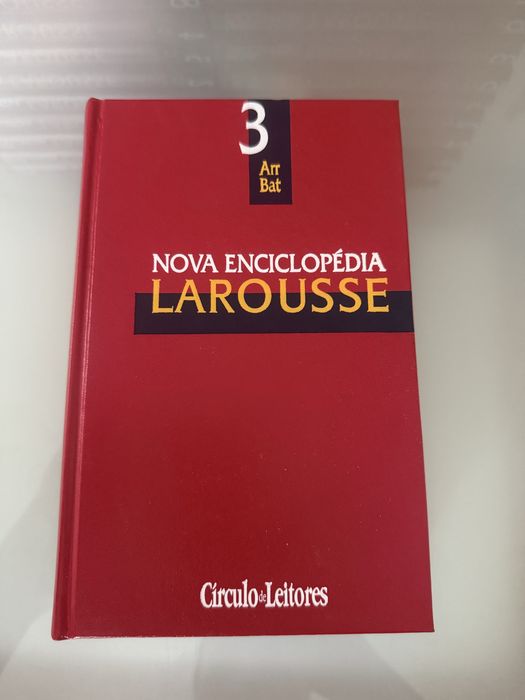 3
Arr
Bat
NOVA ENCICLOPÉDIA
LAROUSSE
Círculo de Leitores